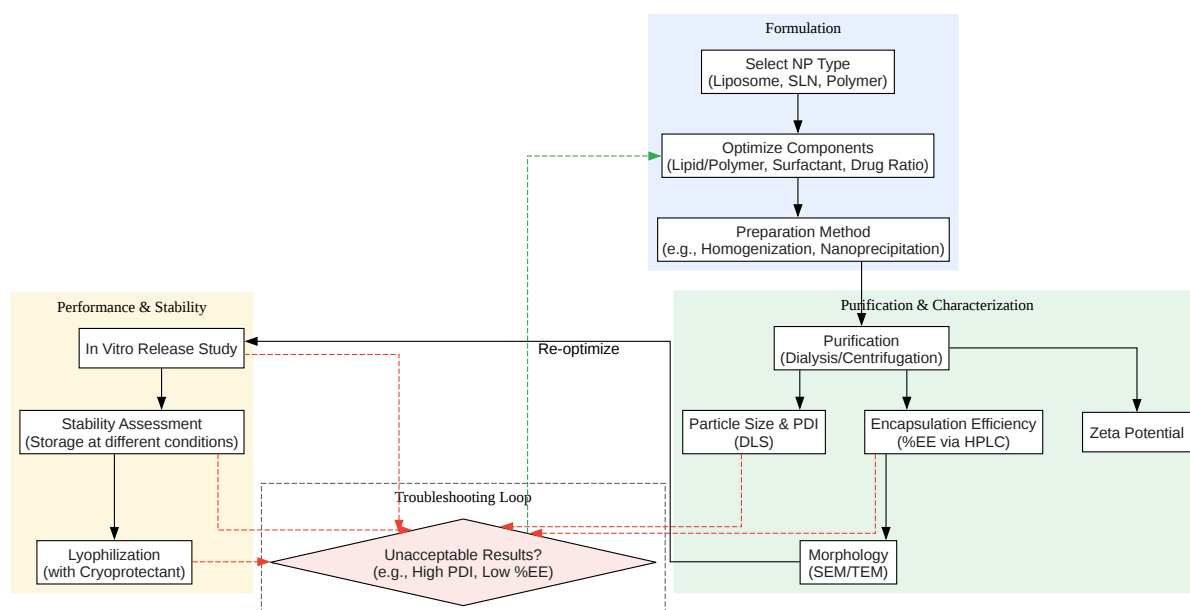 Formulation
Select NP Type
(Liposome, SLN, Polymer)
Optimize Components
(Lipid/Polymer, Surfactant, Drug Ratio)
Preparation Method
(e.g., Homogenization, Nanoprecipitation)
Performance & Stability
In Vitro Release Study
Stability Assessment
(Storage at different conditions)
Lyophilization
(with Cryoprotectant)
Re-optimize
Troubleshooting Loop
Unacceptable Results?
(e.g., High PDI, Low %EE)
Purification & Characterization
Purification
(Dialysis/Centrifugation)
Particle Size & PDI
(DLS)
Encapsulation Efficiency
(%EE via HPLC)
Zeta Potential
Morphology
(SEM/TEM)